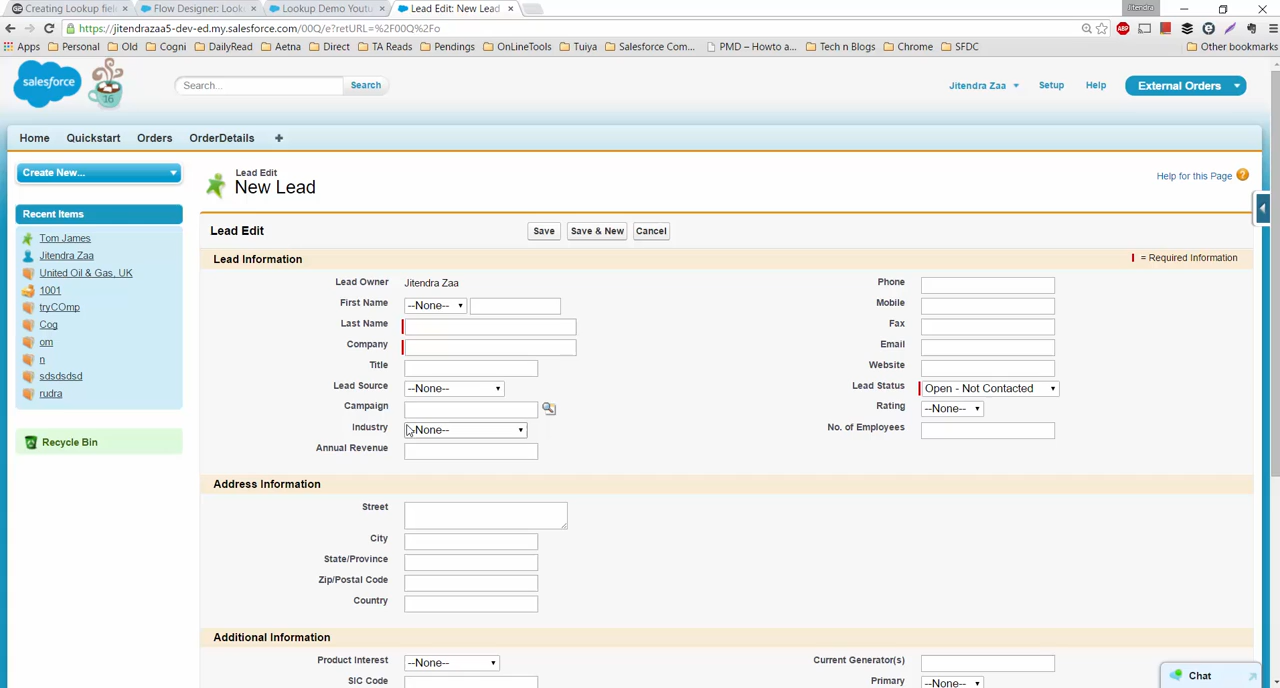 Creating Lookup fiel
Flow Designer: Look
Lookup Demo Youtu
Lead Edit: New Lead
Jitendra
https://jitendrazaa5-dev-ed.my.salesforce.com/00Q/e?retURL=%2F00Q%2Fo
Apps Personal Old Cogni DailyRead Aetna Direct TA Reads Pendings OnLineTools Tuiya Salesforce Com... PMD – Howto a... Tech n Blogs Chrome SFDC Other bookmarks
salesforce
16
Search...
Search
Jitendra Zaa
Setup
Help
External Orders
Home Quickstart Orders OrderDetails +
Create New...
Recent Items
Tom James
Jitendra Zaa
United Oil & Gas, UK
1001
tryCOmp
Cog
om
n
sdsdsdsd
rudra
Recycle Bin
Lead Edit
New Lead
Help for this Page ?
Lead Edit
Save
Save & New
Cancel
Lead Information
= Required Information
Lead Owner Jitendra Zaa
Phone
First Name --None--
Mobile
Last Name
Fax
Company
Email
Title
Website
Lead Source --None--
Lead Status Open - Not Contacted
Campaign
Rating --None--
Industry --None--
No. of Employees
Annual Revenue
Address Information
Street
City
State/Province
Zip/Postal Code
Country
Additional Information
Product Interest --None--
Current Generator(s)
SIC Code
Primary --None--
Chat